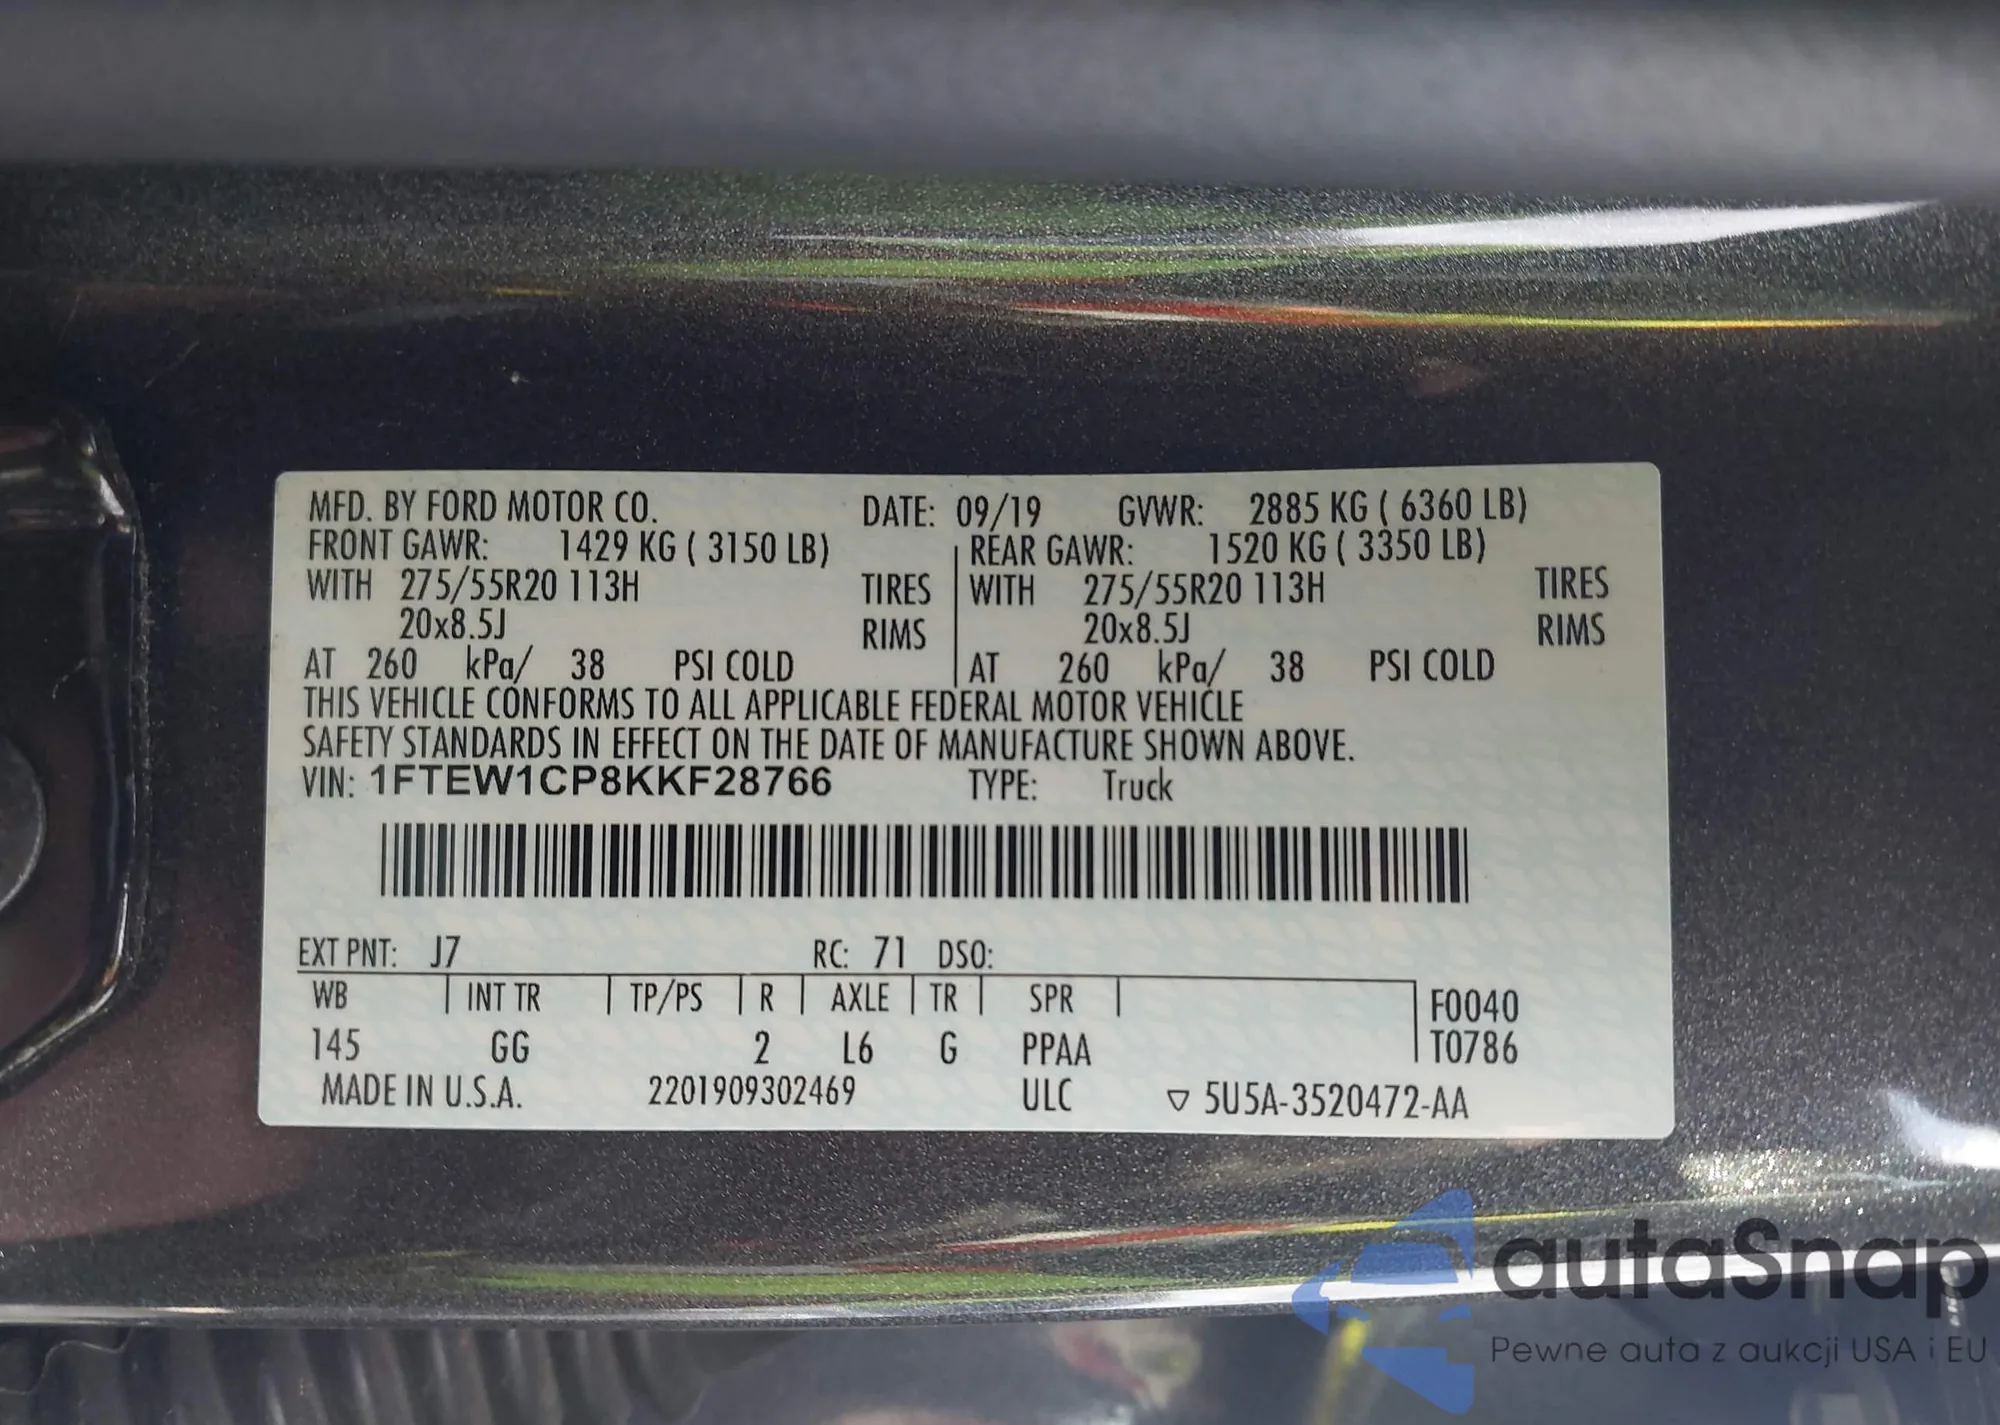 MFD. BY FORD MOTOR CO. DATE: 09/19 GVWR: 2885 KG ( 6360 LB)
FRONT GAWR: 1429 KG ( 3150 LB) REAR GAWR: 1520 KG ( 3350 LB)
WITH 275/55R20 113H TIRES WITH 275/55R20 113H TIRES
20x8.5J RIMS 20x8.5J RIMS
AT 260 kPa/ 38 PSI COLD AT 260 kPa/ 38 PSI COLD
THIS VEHICLE CONFORMS TO ALL APPLICABLE FEDERAL MOTOR VEHICLE
SAFETY STANDARDS IN EFFECT ON THE DATE OF MANUFACTURE SHOWN ABOVE.
VIN: 1FTEW1CP8KKF28766 TYPE: Truck
EXT PNT: J7 RC: 71 DSO:
WB INT TR TP/PS R AXLE TR SPR F0040
145 GG 2 L6 G PPAA T0786
MADE IN U.S.A. 2201909302469 ULC ▽ 5U5A-3520472-AA
autaSnap
Pewne auta z aukcji USA i EU